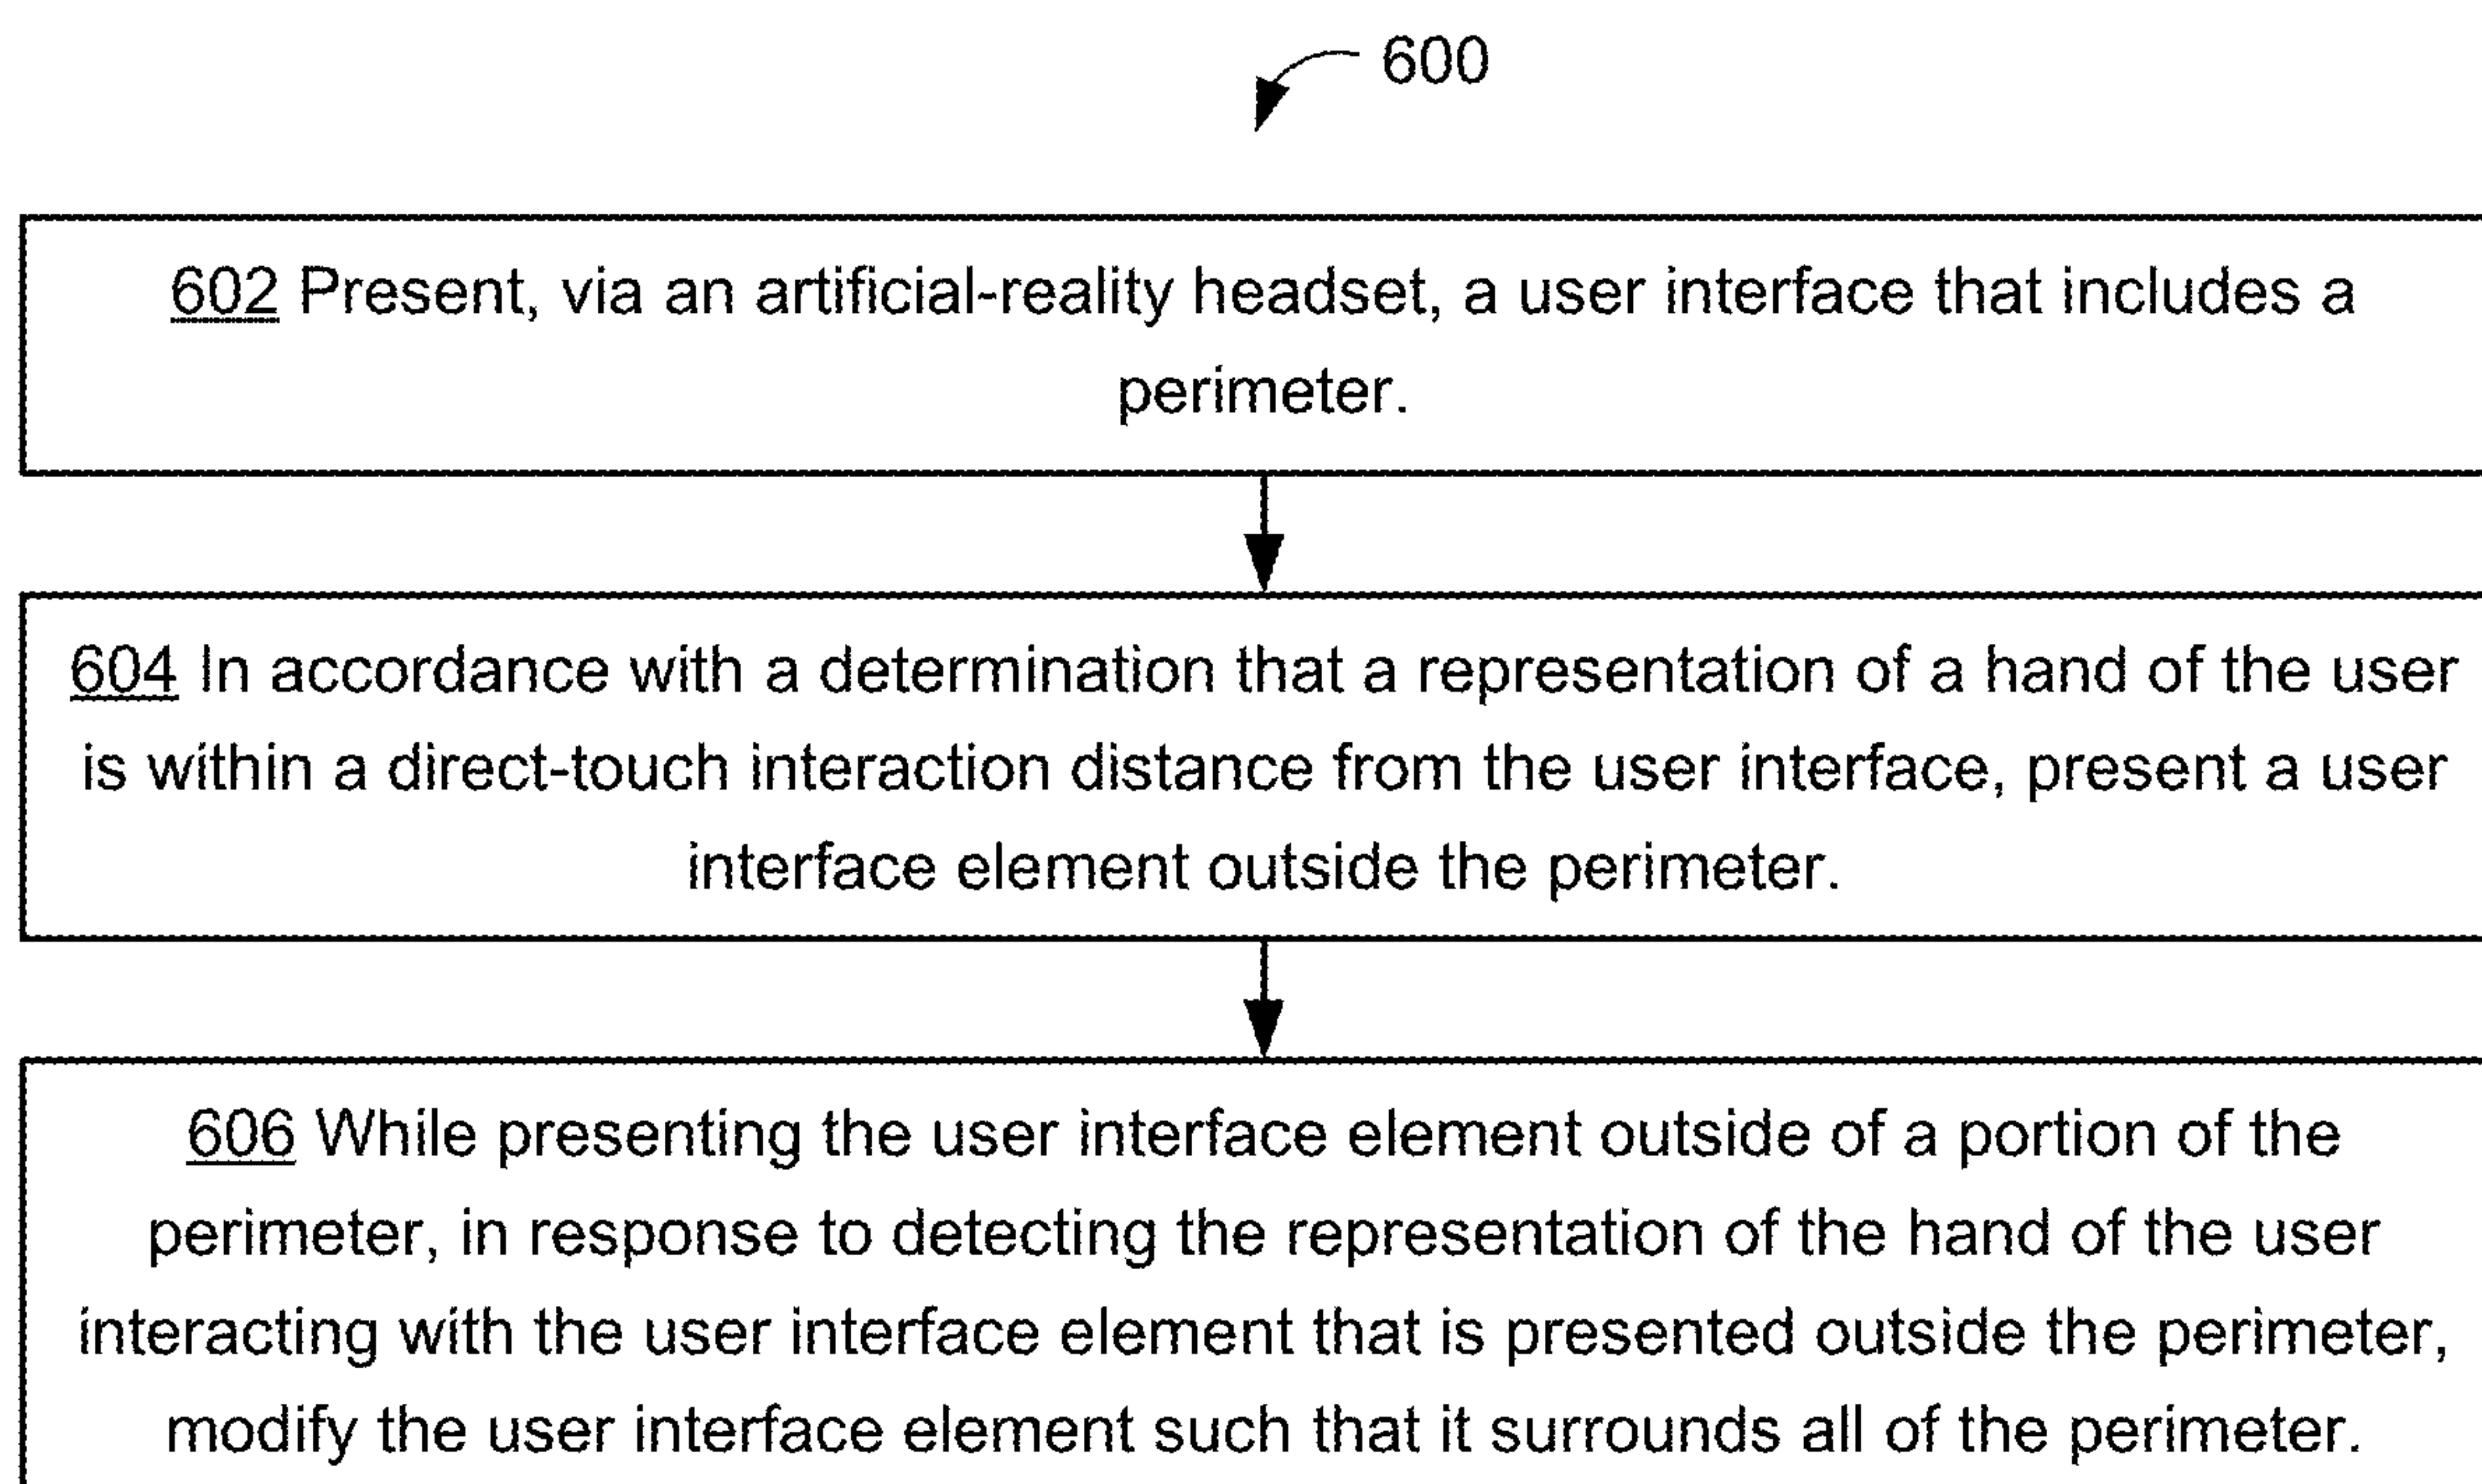 600
602 Present, via an artificial-reality headset, a user interface that includes a
perimeter.
604 In accordance with a determination that a representation of a hand of the user
is within a direct-touch interaction distance from the user interface, present a user
interface element outside the perimeter.
606 While presenting the user interface element outside of a portion of the
perimeter, in response to detecting the representation of the hand of the user
interacting with the user interface element that is presented outside the perimeter,
modify the user interface element such that it surrounds all of the perimeter.